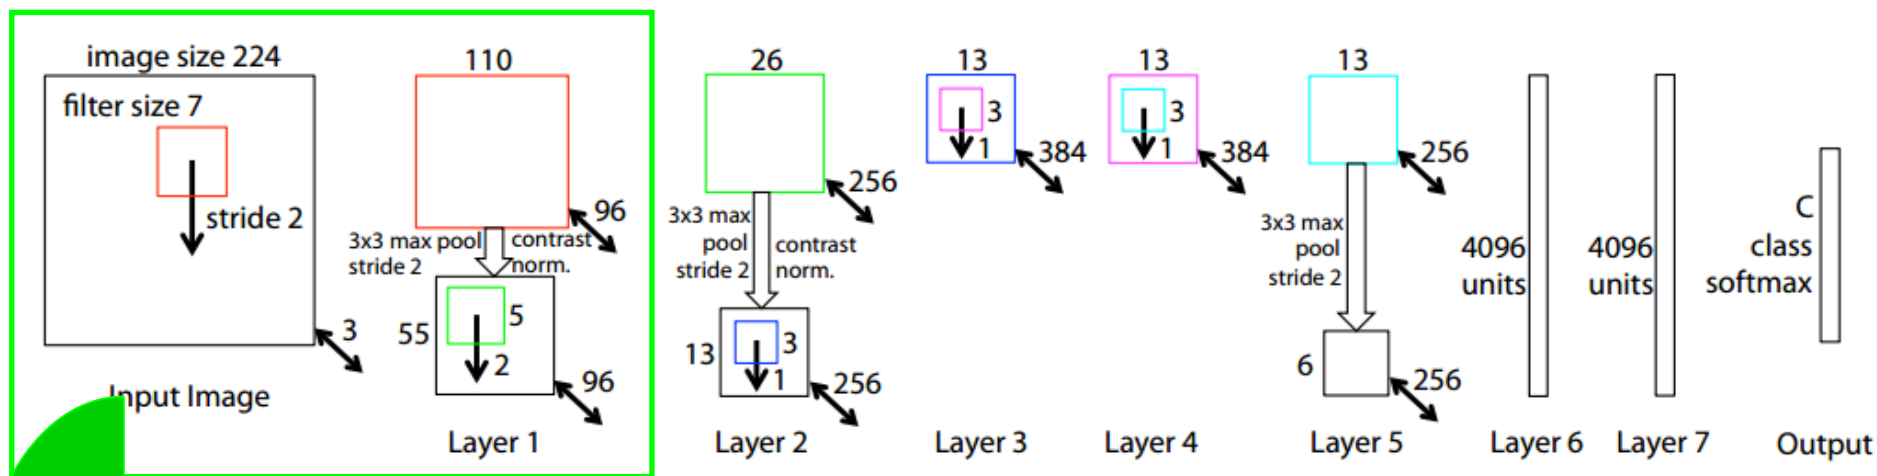 image size 224
filter size 7
stride 2
3
Input Image
110
96
3x3 max pool
stride 2
contrast
norm.
55
5
2
96
Layer 1
26
256
3x3 max
pool
stride 2
contrast
norm.
13
3
1
256
Layer 2
13
3
1
384
Layer 3
13
3
1
384
Layer 4
13
256
3x3 max
pool
stride 2
6
256
Layer 5
4096
units
Layer 6
4096
units
Layer 7
C
class
softmax
Output